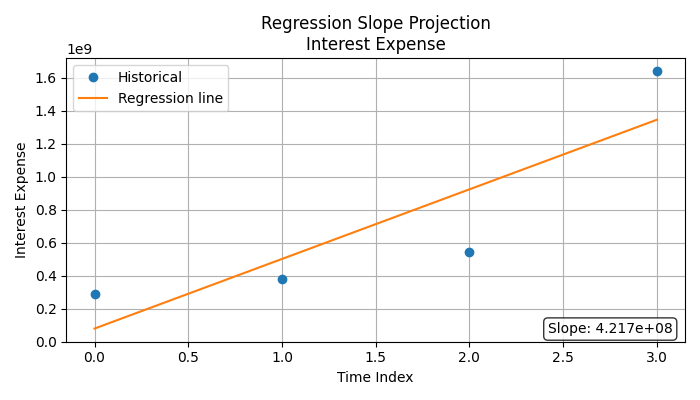 Regression Slope Projection
Interest Expense
1e9
Historical
Regression line
1.6
1.4
1.2
1.0
0.8
0.6
0.4
0.2
0.0
Interest Expense
Slope: 4.217e+08
0.0 0.5 1.0 1.5 2.0 2.5 3.0
Time Index